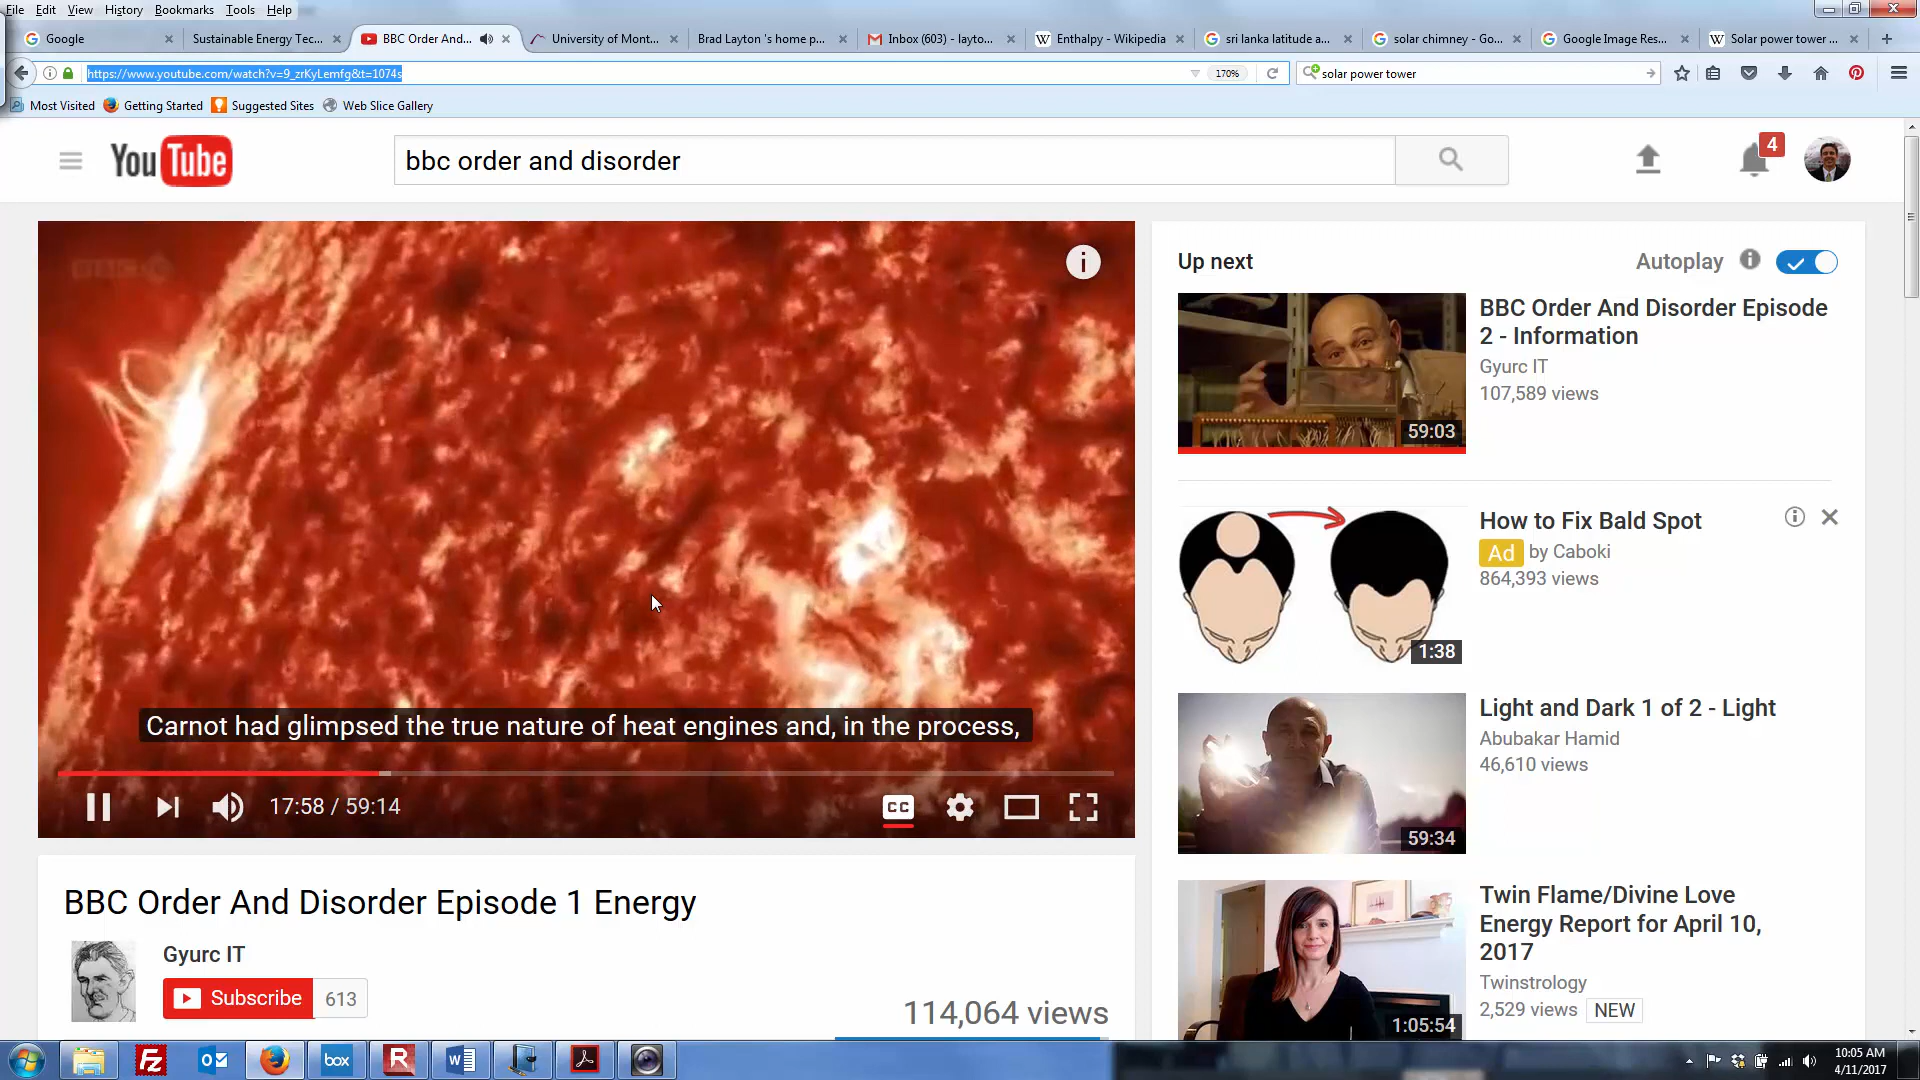 File Edit View History Bookmarks Tools Help
Google
Sustainable Energy Tec...
BBC Order And...
University of Mont...
Brad Layton 's home p...
Inbox (603) - layto...
Enthalpy - Wikipedia
sri lanka latitude a...
solar chimney - Go...
Google Image Res...
Solar power tower ...
https://www.youtube.com/watch?v=9_zrKyLemfg&t=1074s
170%
solar power tower
Most Visited Getting Started Suggested Sites Web Slice Gallery
YouTube
bbc order and disorder
4
Up next
Autoplay
BBC Order And Disorder Episode
2 - Information
Gyurc IT
107,589 views
59:03
How to Fix Bald Spot
Ad by Caboki
864,393 views
1:38
Light and Dark 1 of 2 - Light
Abubakar Hamid
46,610 views
59:34
Twin Flame/Divine Love
Energy Report for April 10,
2017
Twinstrology
2,529 views NEW
1:05:54
Carnot had glimpsed the true nature of heat engines and, in the process,
17:58 / 59:14
CC
BBC Order And Disorder Episode 1 Energy
Gyurc IT
Subscribe 613
114,064 views
box
10:05 AM
4/11/2017